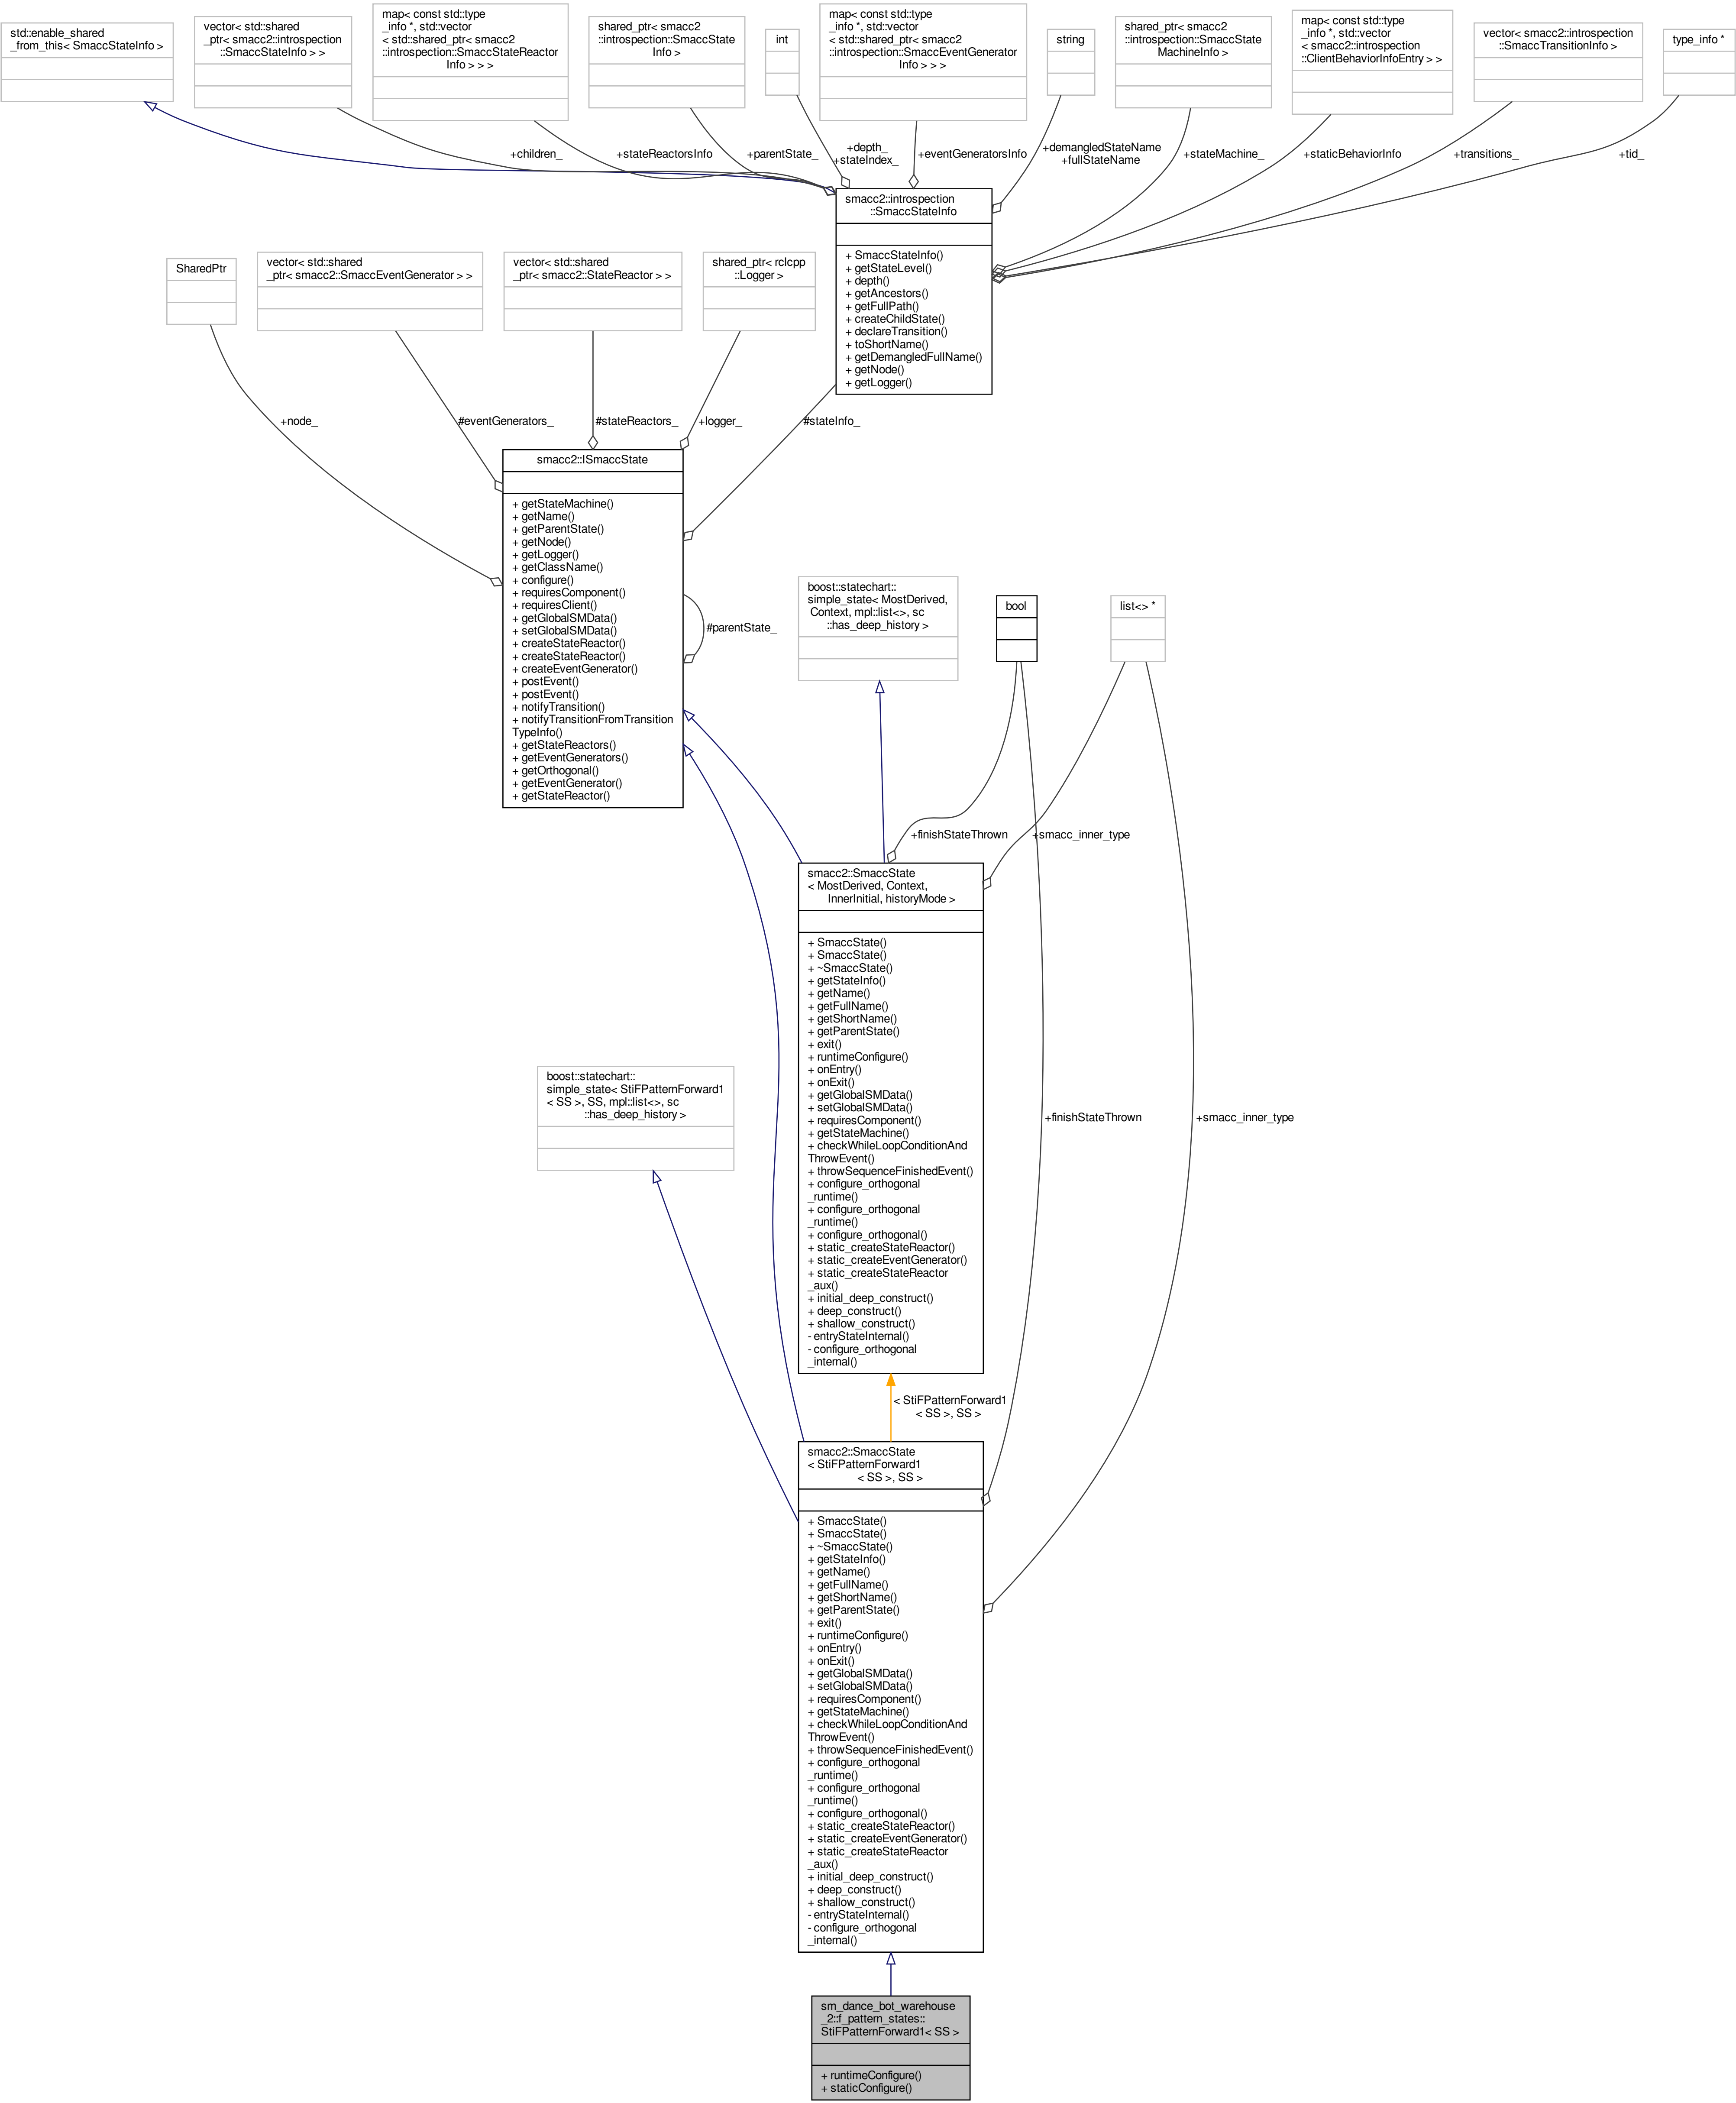 std::enable_shared
_from_this< SmaccStateInfo >
vector< std::shared
_ptr< smacc2::introspection
::SmaccStateInfo > >
map< const std::type
_info *, std::vector
< std::shared_ptr< smacc2
::introspection::SmaccStateReactor
Info > > >
shared_ptr< smacc2
::introspection::SmaccState
Info >
int
map< const std::type
_info *, std::vector
< std::shared_ptr< smacc2
::introspection::SmaccEventGenerator
Info > > >
string
shared_ptr< smacc2
::introspection::SmaccState
MachineInfo >
map< const std::type
_info *, std::vector
< smacc2::introspection
::ClientBehaviorInfoEntry > >
vector< smacc2::introspection
::SmaccTransitionInfo >
type_info *
+children_
+stateReactorsInfo
+parentState_
+depth_
+stateIndex_
+eventGeneratorsInfo
+demangledStateName
+fullStateName
+stateMachine_
+staticBehaviorInfo
+transitions_
+tid_
smacc2::introspection
::SmaccStateInfo
+ SmaccStateInfo()
+ getStateLevel()
+ depth()
+ getAncestors()
+ getFullPath()
+ createChildState()
+ declareTransition()
+ toShortName()
+ getDemangledFullName()
+ getNode()
+ getLogger()
SharedPtr
vector< std::shared
_ptr< smacc2::SmaccEventGenerator > >
vector< std::shared
_ptr< smacc2::StateReactor > >
shared_ptr< rclcpp
::Logger >
+node_
#eventGenerators_
#stateReactors_
+logger_
#stateInfo_
smacc2::ISmaccState
+ getStateMachine()
+ getName()
+ getParentState()
+ getNode()
+ getLogger()
+ getClassName()
+ configure()
+ requiresComponent()
+ requiresClient()
+ getGlobalSMData()
+ setGlobalSMData()
+ createStateReactor()
+ createStateReactor()
+ createEventGenerator()
+ postEvent()
+ postEvent()
+ notifyTransition()
+ notifyTransitionFromTransition
TypeInfo()
+ getStateReactors()
+ getEventGenerators()
+ getOrthogonal()
+ getEventGenerator()
+ getStateReactor()
#parentState_
boost::statechart::
simple_state< MostDerived,
Context, mpl::list<>, sc
::has_deep_history >
bool
list<> *
+finishStateThrown
+smacc_inner_type
smacc2::SmaccState
< MostDerived, Context,
InnerInitial, historyMode >
+ SmaccState()
+ SmaccState()
+ ~SmaccState()
+ getStateInfo()
+ getName()
+ getFullName()
+ getShortName()
+ getParentState()
+ exit()
+ runtimeConfigure()
+ onEntry()
+ onExit()
+ getGlobalSMData()
+ setGlobalSMData()
+ requiresComponent()
+ getStateMachine()
+ checkWhileLoopConditionAnd
ThrowEvent()
+ throwSequenceFinishedEvent()
+ configure_orthogonal
_runtime()
+ configure_orthogonal
_runtime()
+ configure_orthogonal()
+ static_createStateReactor()
+ static_createEventGenerator()
+ static_createStateReactor
_aux()
+ initial_deep_construct()
+ deep_construct()
+ shallow_construct()
- entryStateInternal()
- configure_orthogonal
_internal()
boost::statechart::
simple_state< StiFPatternForward1
< SS >, SS, mpl::list<>, sc
::has_deep_history >
+finishStateThrown
+smacc_inner_type
< StiFPatternForward1
< SS >, SS >
smacc2::SmaccState
< StiFPatternForward1
< SS >, SS >
+ SmaccState()
+ SmaccState()
+ ~SmaccState()
+ getStateInfo()
+ getName()
+ getFullName()
+ getShortName()
+ getParentState()
+ exit()
+ runtimeConfigure()
+ onEntry()
+ onExit()
+ getGlobalSMData()
+ setGlobalSMData()
+ requiresComponent()
+ getStateMachine()
+ checkWhileLoopConditionAnd
ThrowEvent()
+ throwSequenceFinishedEvent()
+ configure_orthogonal
_runtime()
+ configure_orthogonal
_runtime()
+ configure_orthogonal()
+ static_createStateReactor()
+ static_createEventGenerator()
+ static_createStateReactor
_aux()
+ initial_deep_construct()
+ deep_construct()
+ shallow_construct()
- entryStateInternal()
- configure_orthogonal
_internal()
sm_dance_bot_warehouse
_2::f_pattern_states::
StiFPatternForward1< SS >
+ runtimeConfigure()
+ staticConfigure()